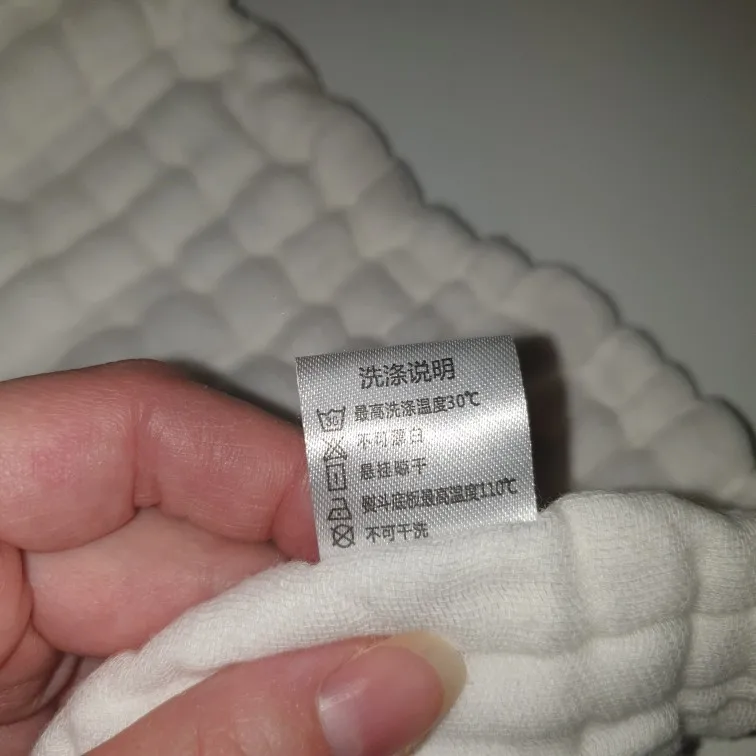 洗涤说明
30 最高洗涤温度30℃
不可漂白
悬挂晾干
熨斗底板最高温度110℃
不可干洗